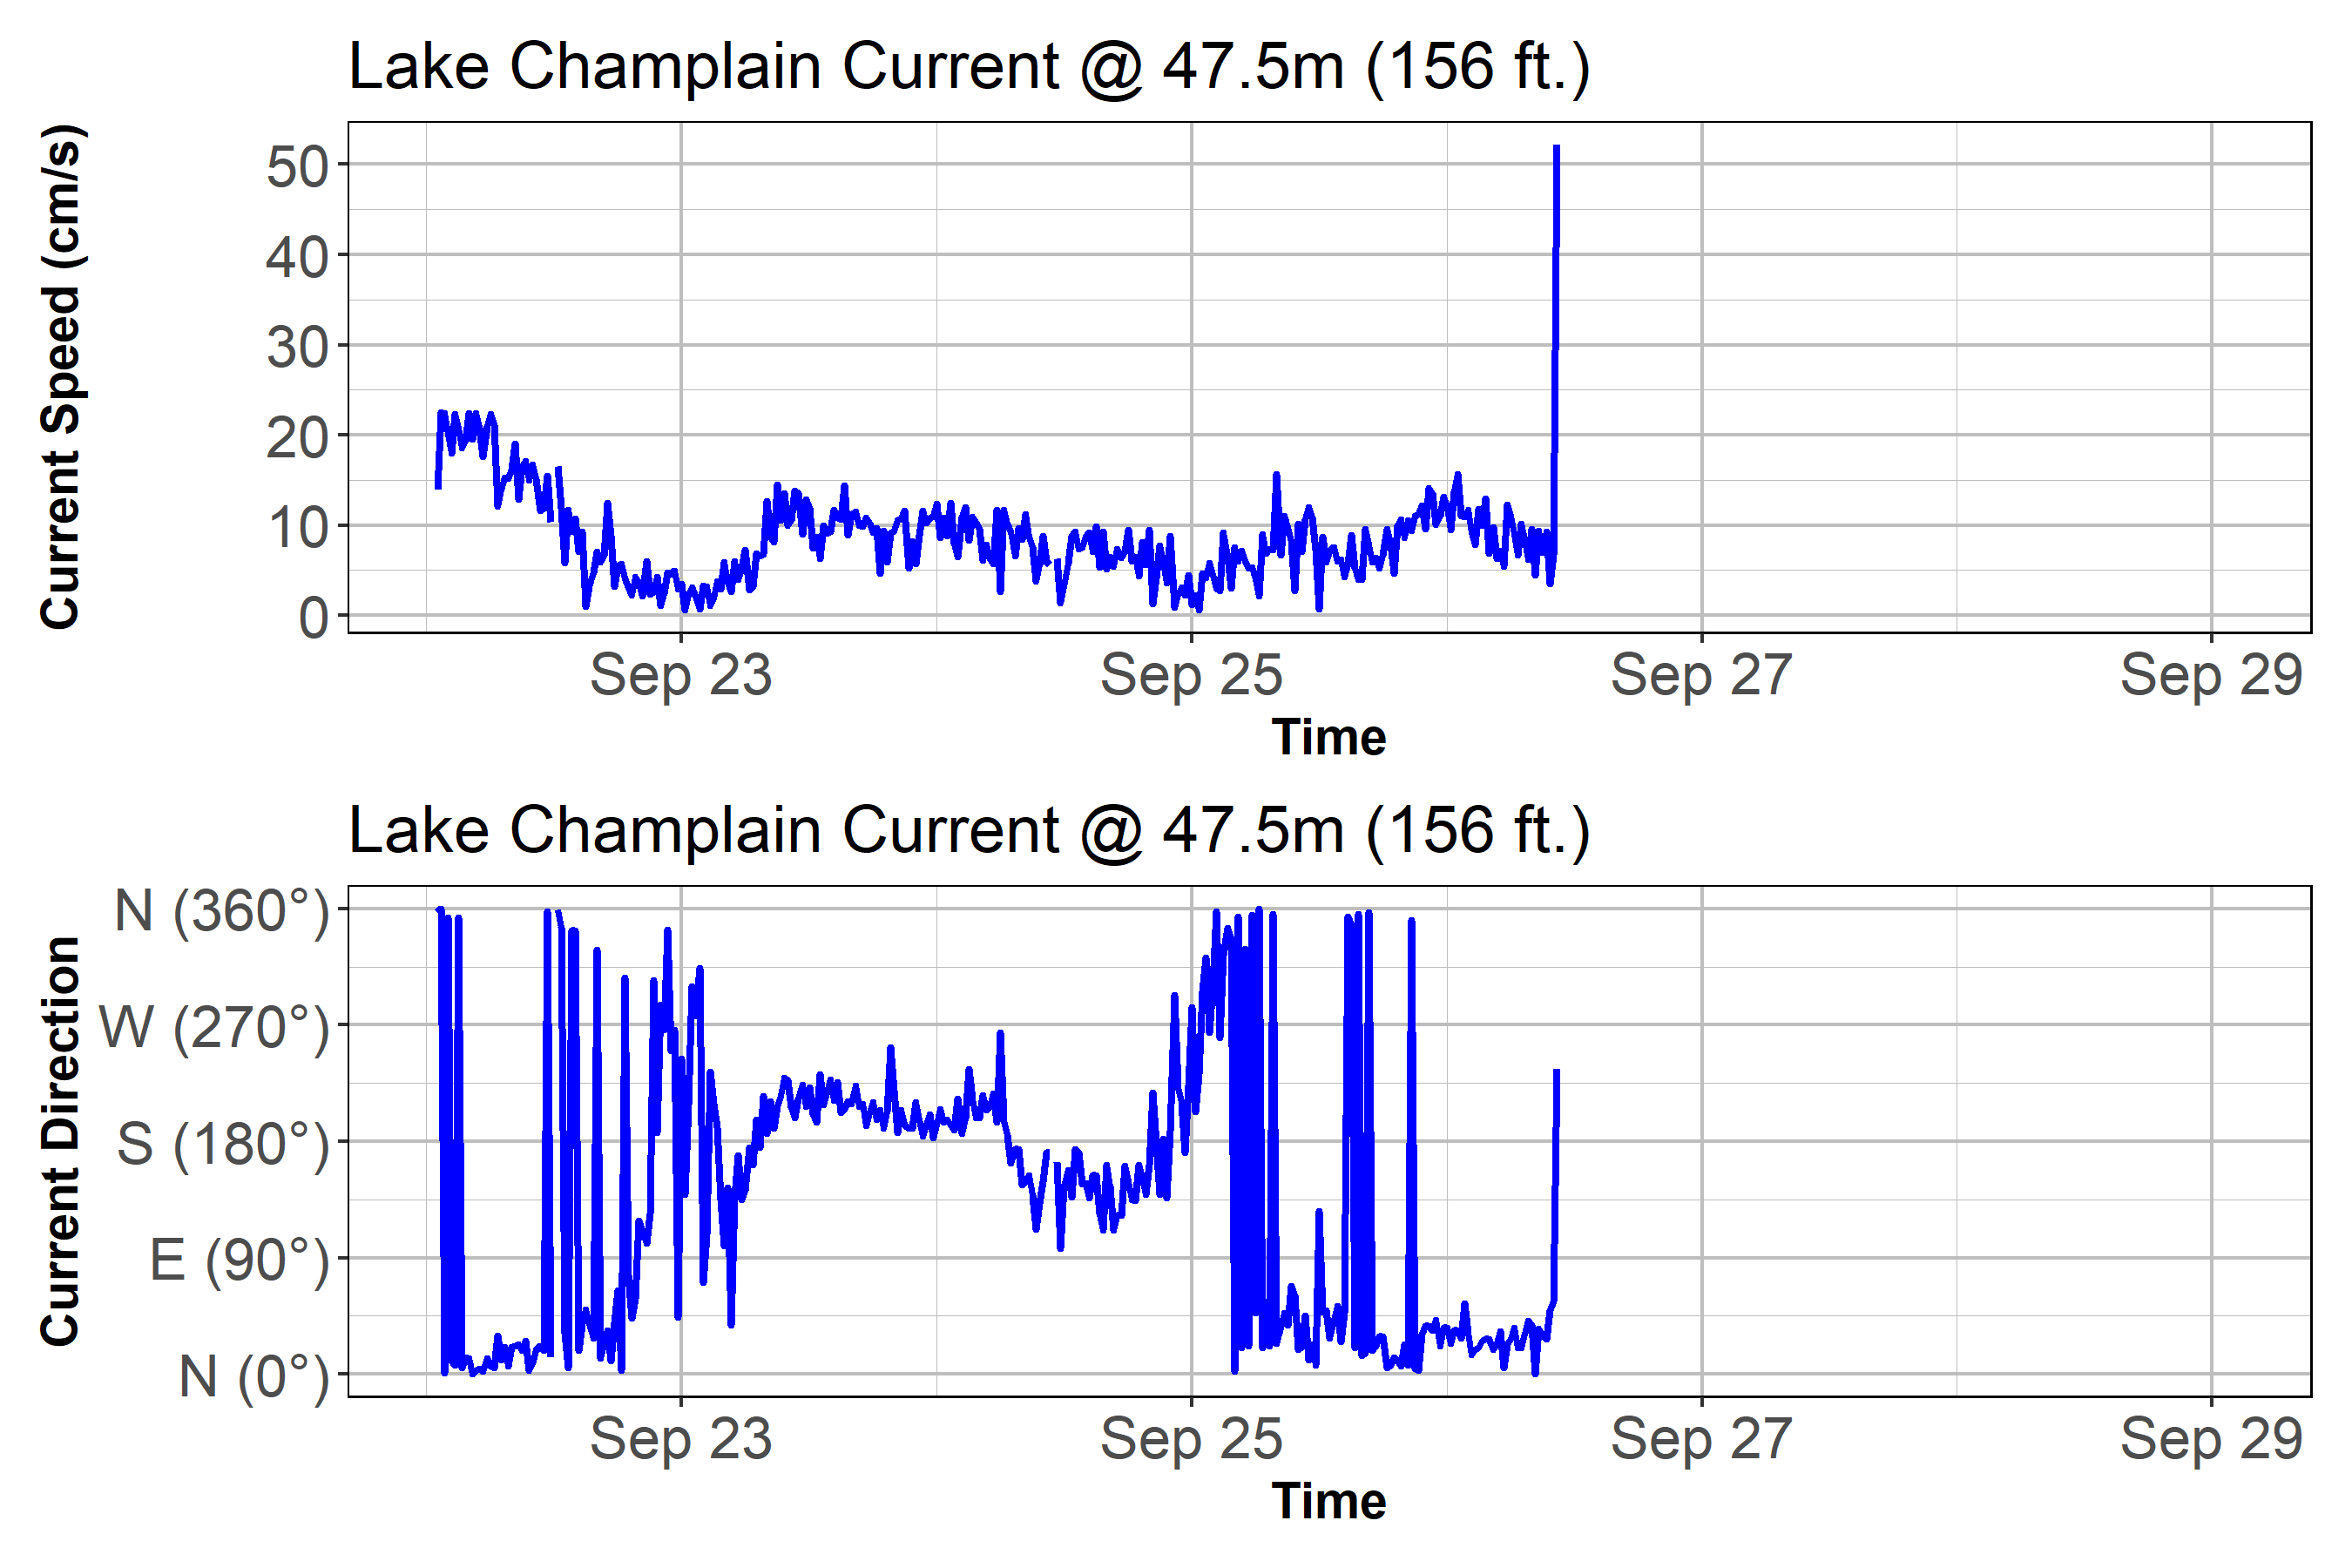 Lake Champlain Current @ 47.5m (156 ft.)
Current Speed (cm/s)
50
40
30
20
10
0
Sep 23 Sep 25 Sep 27 Sep 29
Time
Lake Champlain Current @ 47.5m (156 ft.)
Current Direction
N (360°)
W (270°)
S (180°)
E (90°)
N (0°)
Sep 23 Sep 25 Sep 27 Sep 29
Time